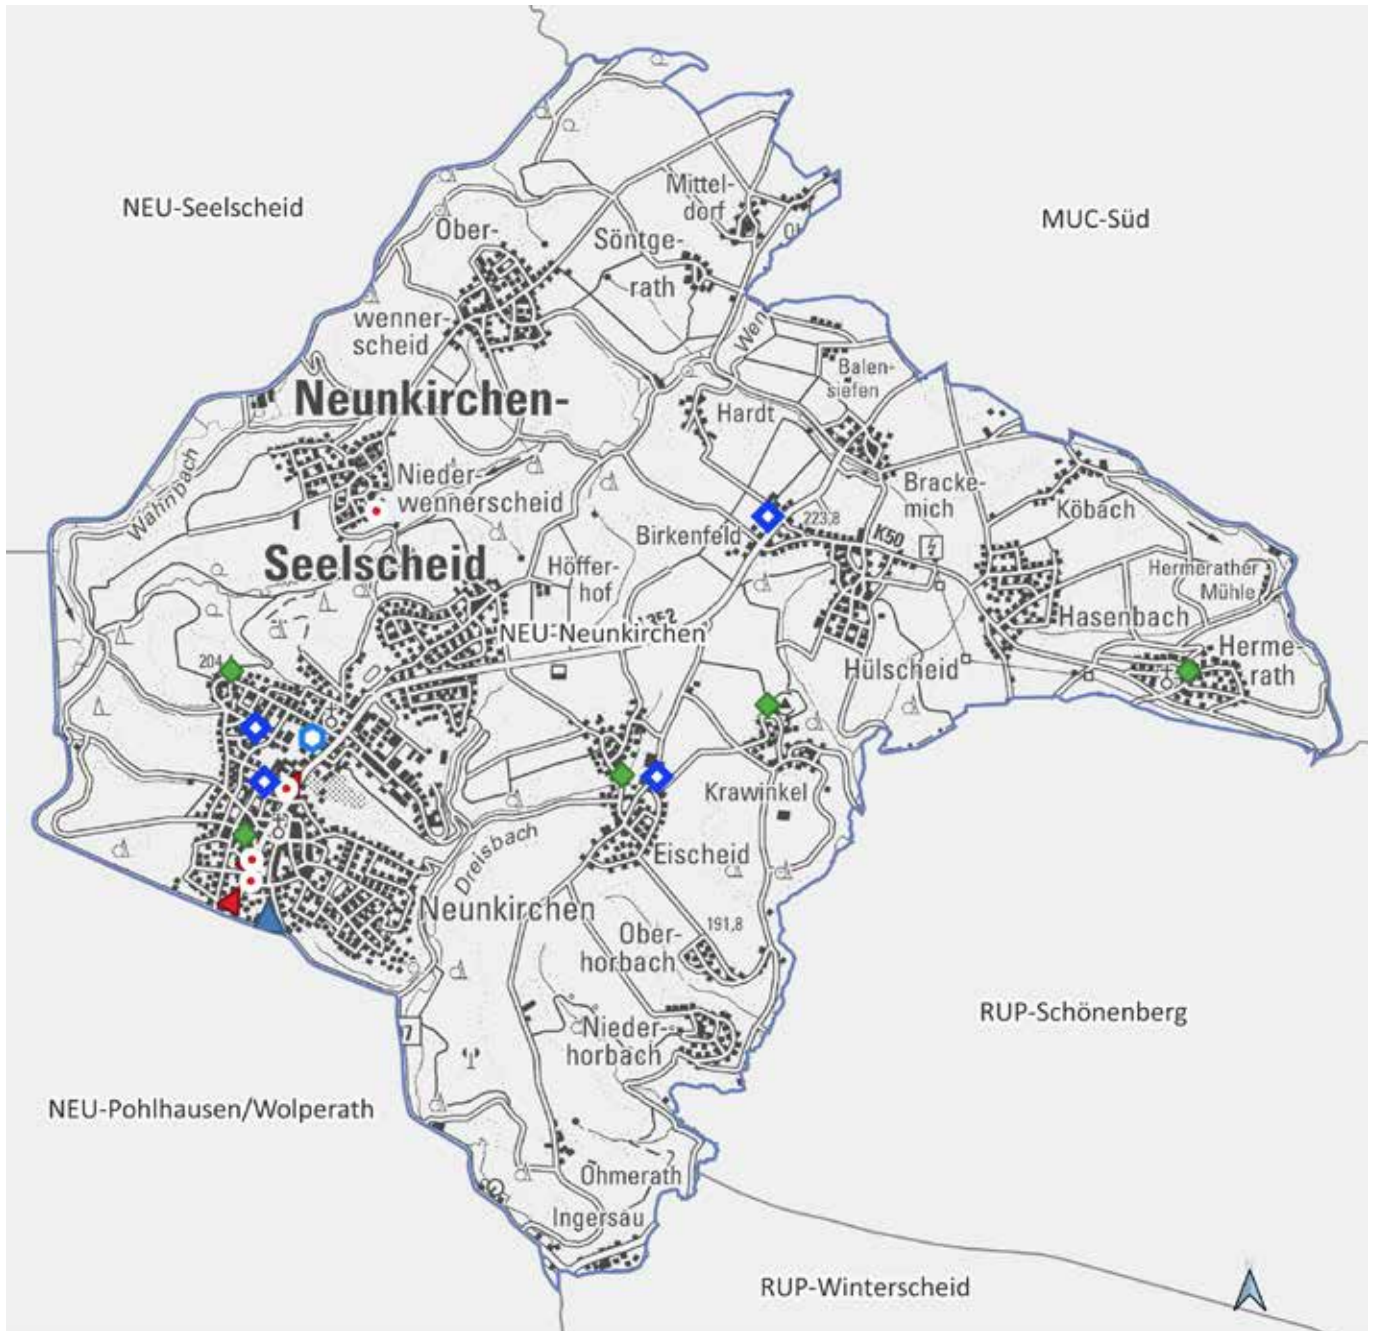 NEU-Seelscheid
MUC-Süd
Mittel-
dorf
Ober-
Söntge-
rath
wenner-
scheid
Wen
Balen-
siefen
Neunkirchen-
Hardt
Wahnbach
Nieder-
wennerscheid
Bracke-
mich
Köbach
223,8
Birkenfeld
K50
Seelscheid
Höffer-
hof
Hermerather
Mühle
Hasenbach
NEU-Neunkirchen
204
Hülscheid
Herme-
rath
Krawinkel
Dreisbach
Eischeid
Neunkirchen
191,8
Ober-
horbach
RUP-Schönenberg
Nieder-
horbach
7
NEU-Pohlhausen/Wolperath
Ohmerath
Ingersau
RUP-Winterscheid